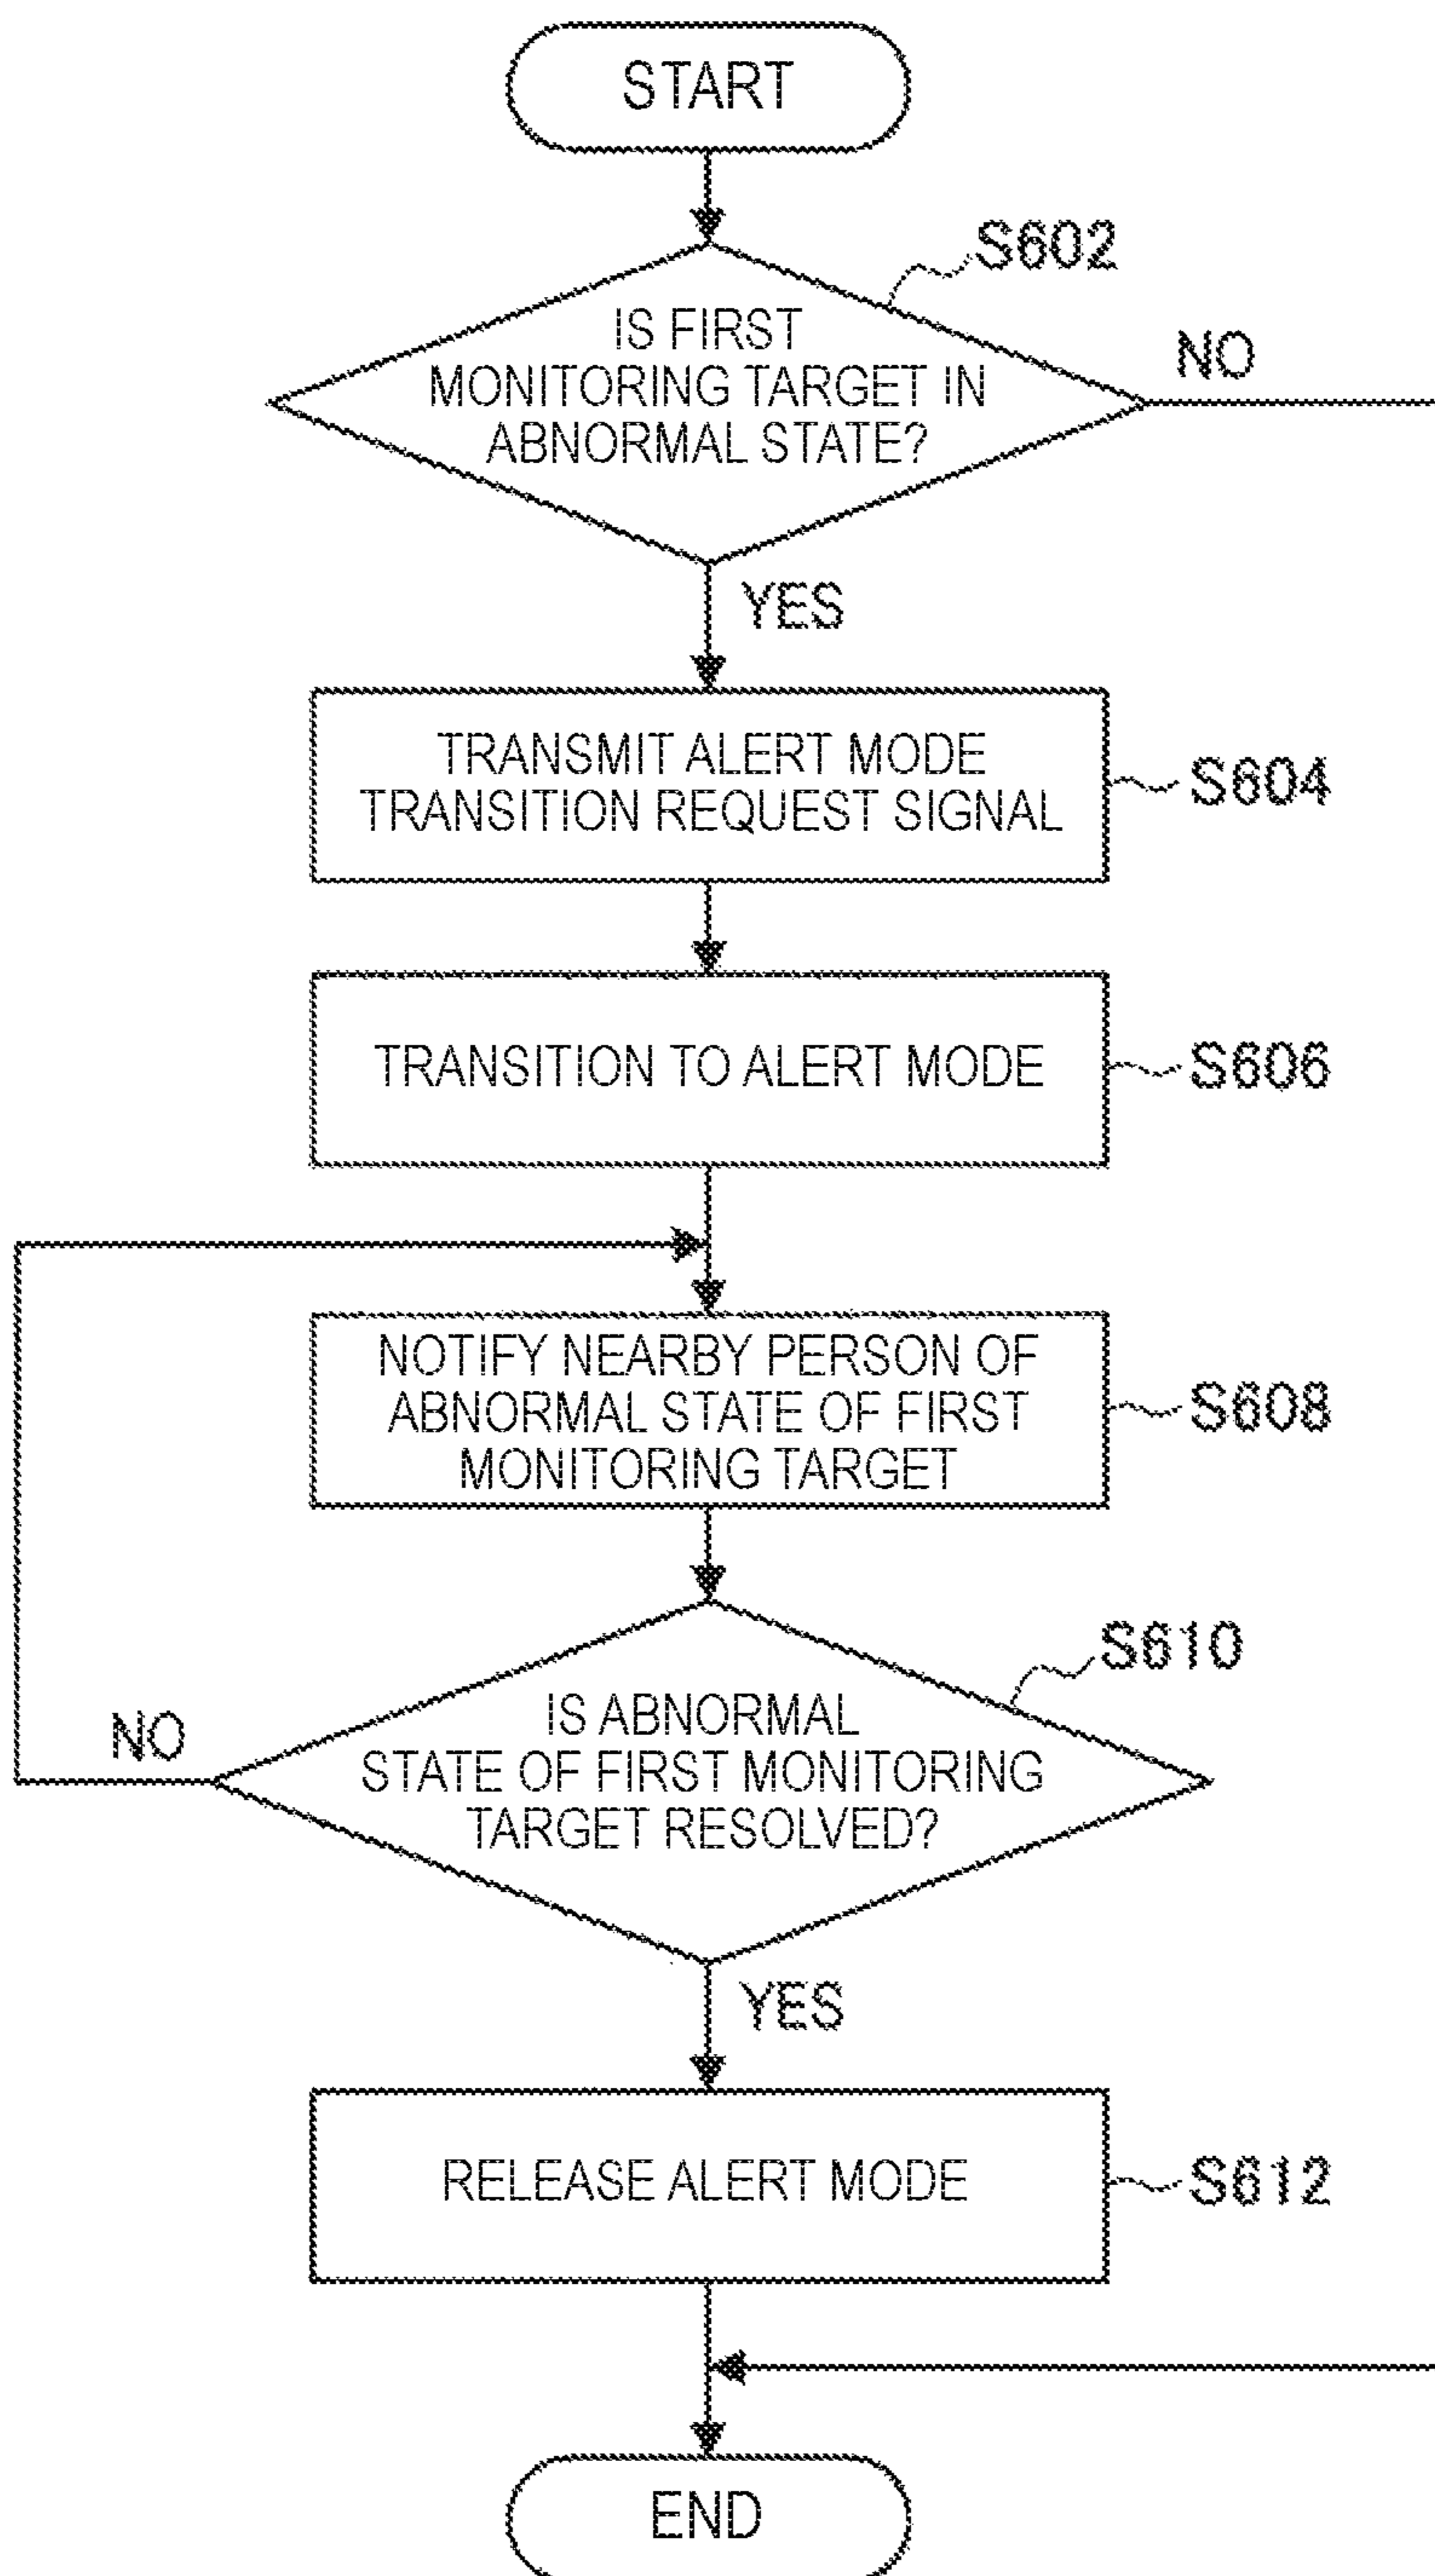 START
S602
IS FIRST
NO
MONITORING TARGET IN
ABNORMAL STATE?
YES
TRANSMIT ALERT MODE
TRANSITION REQUEST SIGNAL
S604
TRANSITION TO ALERT MODE
S606
NOTIFY NEARBY PERSON OF
ABNORMAL STATE OF FIRST
MONITORING TARGET
S608
S610
IS ABNORMAL
STATE OF FIRST MONITORING
TARGET RESOLVED?
NO
YES
RELEASE ALERT MODE
S612
END